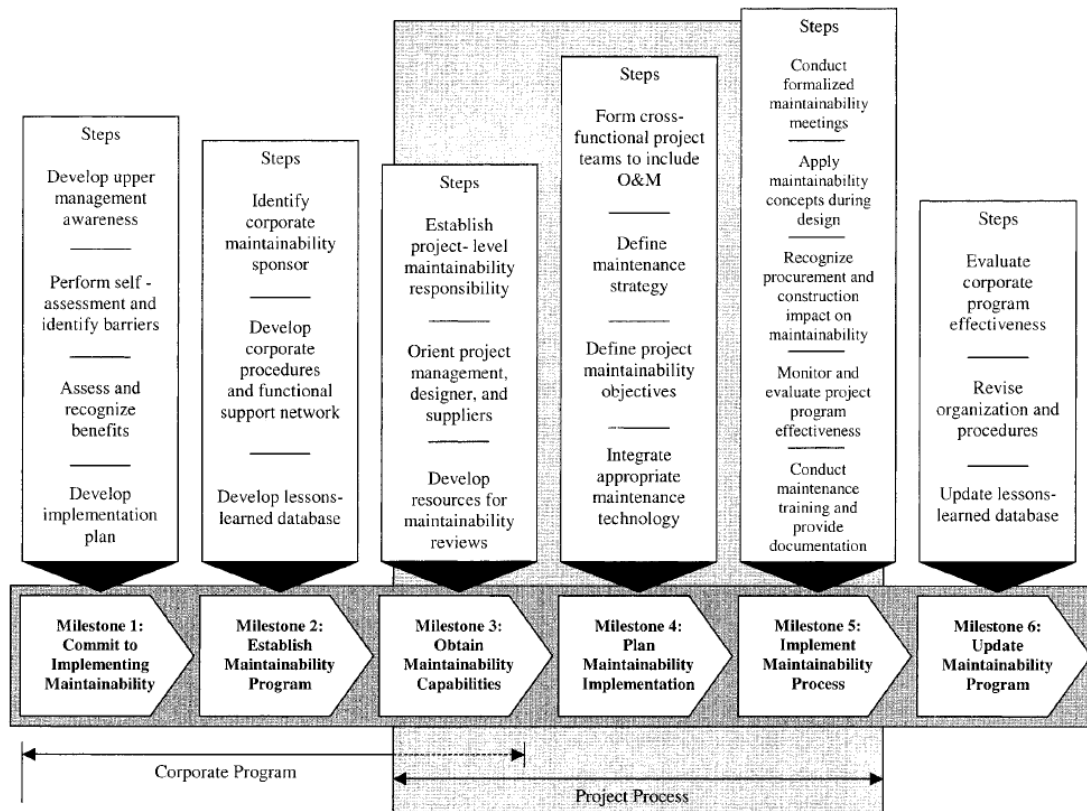 Steps
Develop upper
management
awareness
Perform self -
assessment and
identify barriers
Assess and
recognize
benefits
Develop
implementation
plan
Steps
Identify
corporate
maintainability
sponsor
Develop
corporate
procedures
and functional
support network
Develop lessons-
learned database
Steps
Establish
project- level
maintainability
responsibility
Orient project
management,
designer, and
suppliers
Develop
resources for
maintainability
reviews
Steps
Form cross-
functional project
teams to include
O&M
Define
maintenance
strategy
Define project
maintainability
objectives
Integrate
appropriate
maintenance
technology
Steps
Conduct
formalized
maintainability
meetings
Apply
maintainability
concepts during
design
Recognize
procurement and
construction
impact on
maintainability
Monitor and
evaluate project
program
effectiveness
Conduct
maintenance
training and
provide
documentation
Steps
Evaluate
corporate
program
effectiveness
Revise
organization and
procedures
Update lessons-
learned database
Milestone 1:
Commit to
Implementing
Maintainability
Milestone 2:
Establish
Maintainability
Program
Milestone 3:
Obtain
Maintainability
Capabilities
Milestone 4:
Plan
Maintainability
Implementation
Milestone 5:
Implement
Maintainability
Process
Milestone 6:
Update
Maintainability
Program
Corporate Program
Project Process